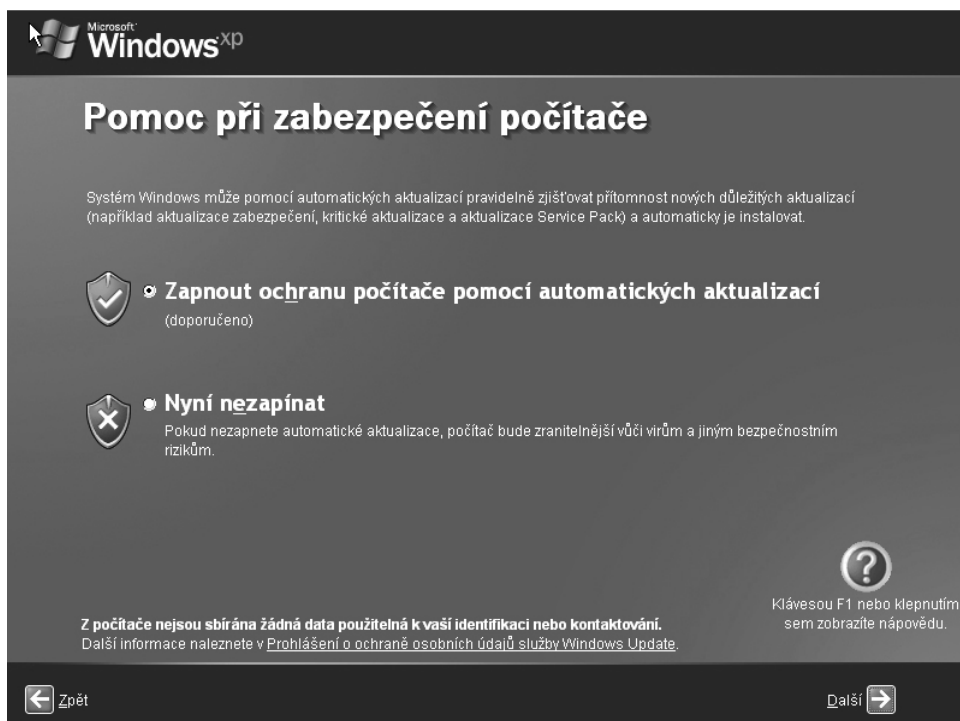 Microsoft
Windows xp
Pomoc při zabezpečení počítače
Systém Windows může pomocí automatických aktualizací pravidelně zjišťovat přítomnost nových důležitých aktualizací
(například aktualizace zabezpečení, kritické aktualizace a aktualizace Service Pack) a automaticky je instalovat.
Zapnout ochranu počítače pomocí automatických aktualizací
(doporučeno)
Nyní nezapínat
Pokud nezapnete automatické aktualizace, počítač bude zranitelnější vůči virům a jiným bezpečnostním
rizikům.
Klávesou F1 nebo klepnutím
sem zobrazíte nápovědu.
Z počítače nejsou sbírána žádná data použitelná k vaší identifikaci nebo kontaktování.
Další informace naleznete v Prohlášení o ochraně osobních údajů služby Windows Update.
Zpět
Další